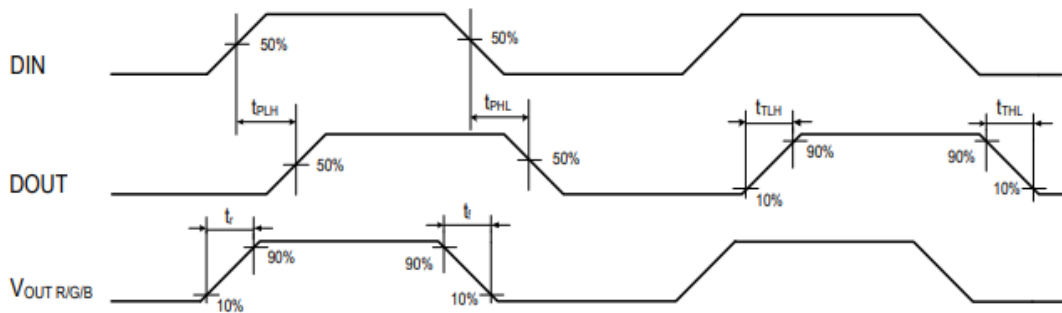 50%
50%
DIN
tPLH
tPHL
tTLH
tTHL
50%
50%
90%
90%
DOUT
10%
10%
tr
tf
90%
90%
VOUT R/G/B
10%
10%